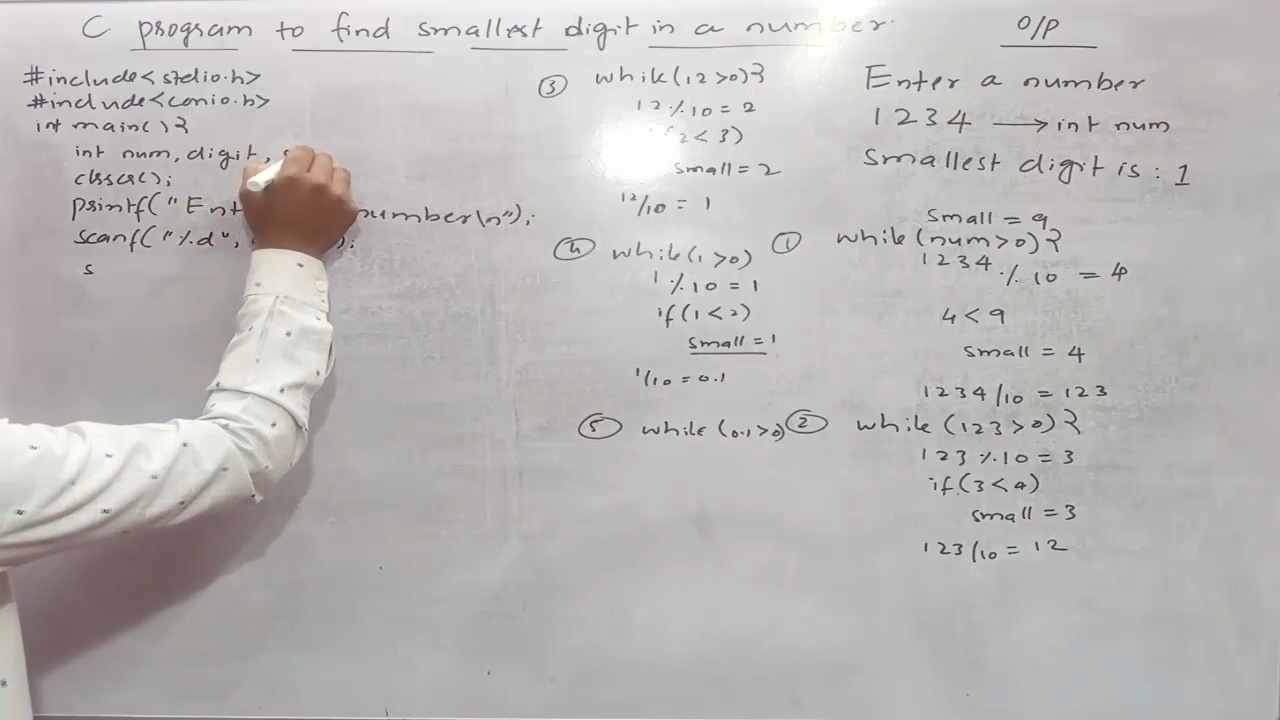 C program to find smallest digit in a number.
#include<stdio.h>
#include<conio.h>
int main(){
int num, digit, s
clrscr();
printf("Ent number\n");
scanf("%d", );
s
③ while(12>0)}
12%10=2
(2<3)
small=2
12/10=1
④ while(1>0)
1%10=1
if(1<2)
small=1
1/10=0.1
⑤ while(0.1>0)
O/P
Enter a number
1234 → int num
smallest digit is: 1
small=9
① while(num>0){
1234%10=4
4<9
small=4
1234/10=123
② while(123>0){
123%10=3
if(3<4)
small=3
123/10=12